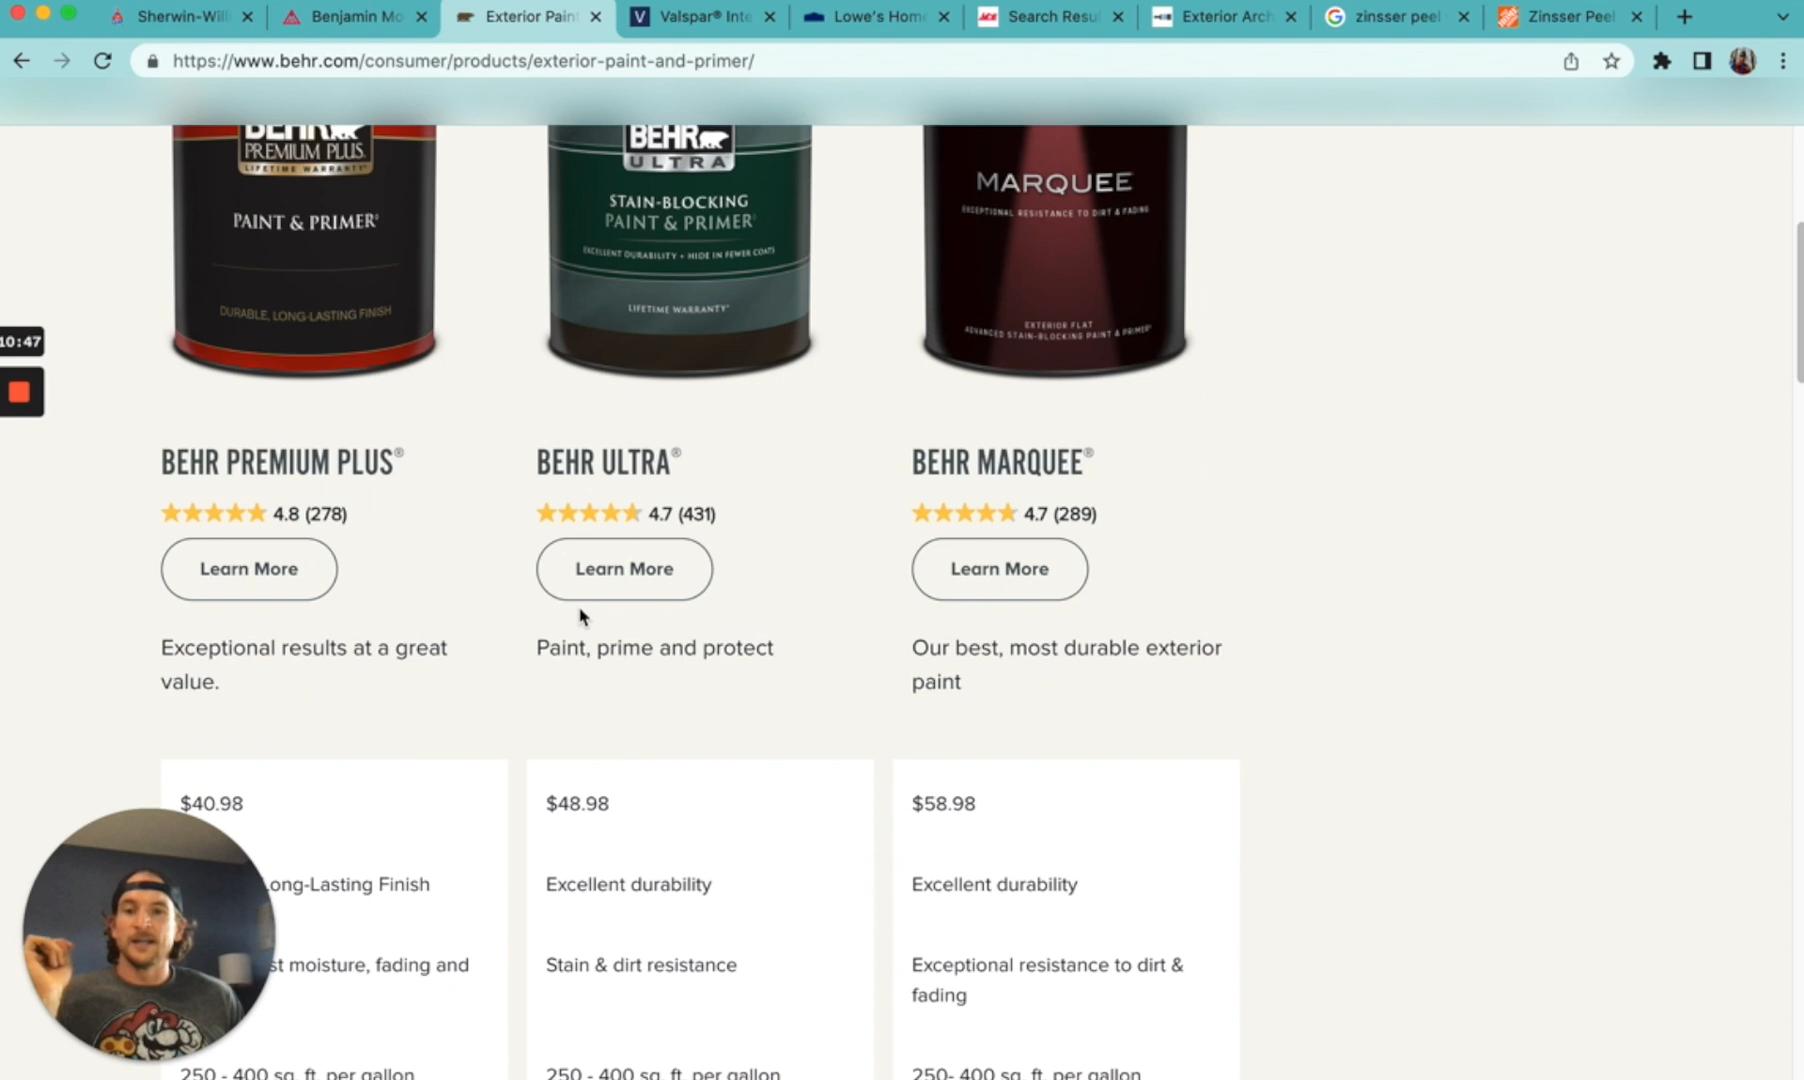 Sherwin-Will
Benjamin Mo
Exterior Pain
Valspar® Inte
Lowe's Hom
Search Resu
Exterior Arch
zinsser peel
Zinsser Peel
https://www.behr.com/consumer/products/exterior-paint-and-primer/
BEHR
PREMIUM PLUS
LIFETIME WARRANTY
PAINT & PRIMER
DURABLE, LONG-LASTING FINISH
BEHR
ULTRA
STAIN-BLOCKING
PAINT & PRIMER
EXCELLENT DURABILITY + HIDE IN FEWER COATS
LIFETIME WARRANTY
MARQUEE
EXCEPTIONAL RESISTANCE TO DIRT & FADING
EXTERIOR FLAT
ADVANCED STAIN-BLOCKING PAINT & PRIMER
10:47
BEHR PREMIUM PLUS®
4.8 (278)
Learn More
Exceptional results at a great
value.
BEHR ULTRA®
4.7 (431)
Learn More
Paint, prime and protect
BEHR MARQUEE®
4.7 (289)
Learn More
Our best, most durable exterior
paint
$40.98
Long-Lasting Finish
st moisture, fading and
250 - 400 sq. ft. per gallon
$48.98
Excellent durability
Stain & dirt resistance
250 - 400 sq. ft. per gallon
$58.98
Excellent durability
Exceptional resistance to dirt &
fading
250- 400 sq. ft. per gallon